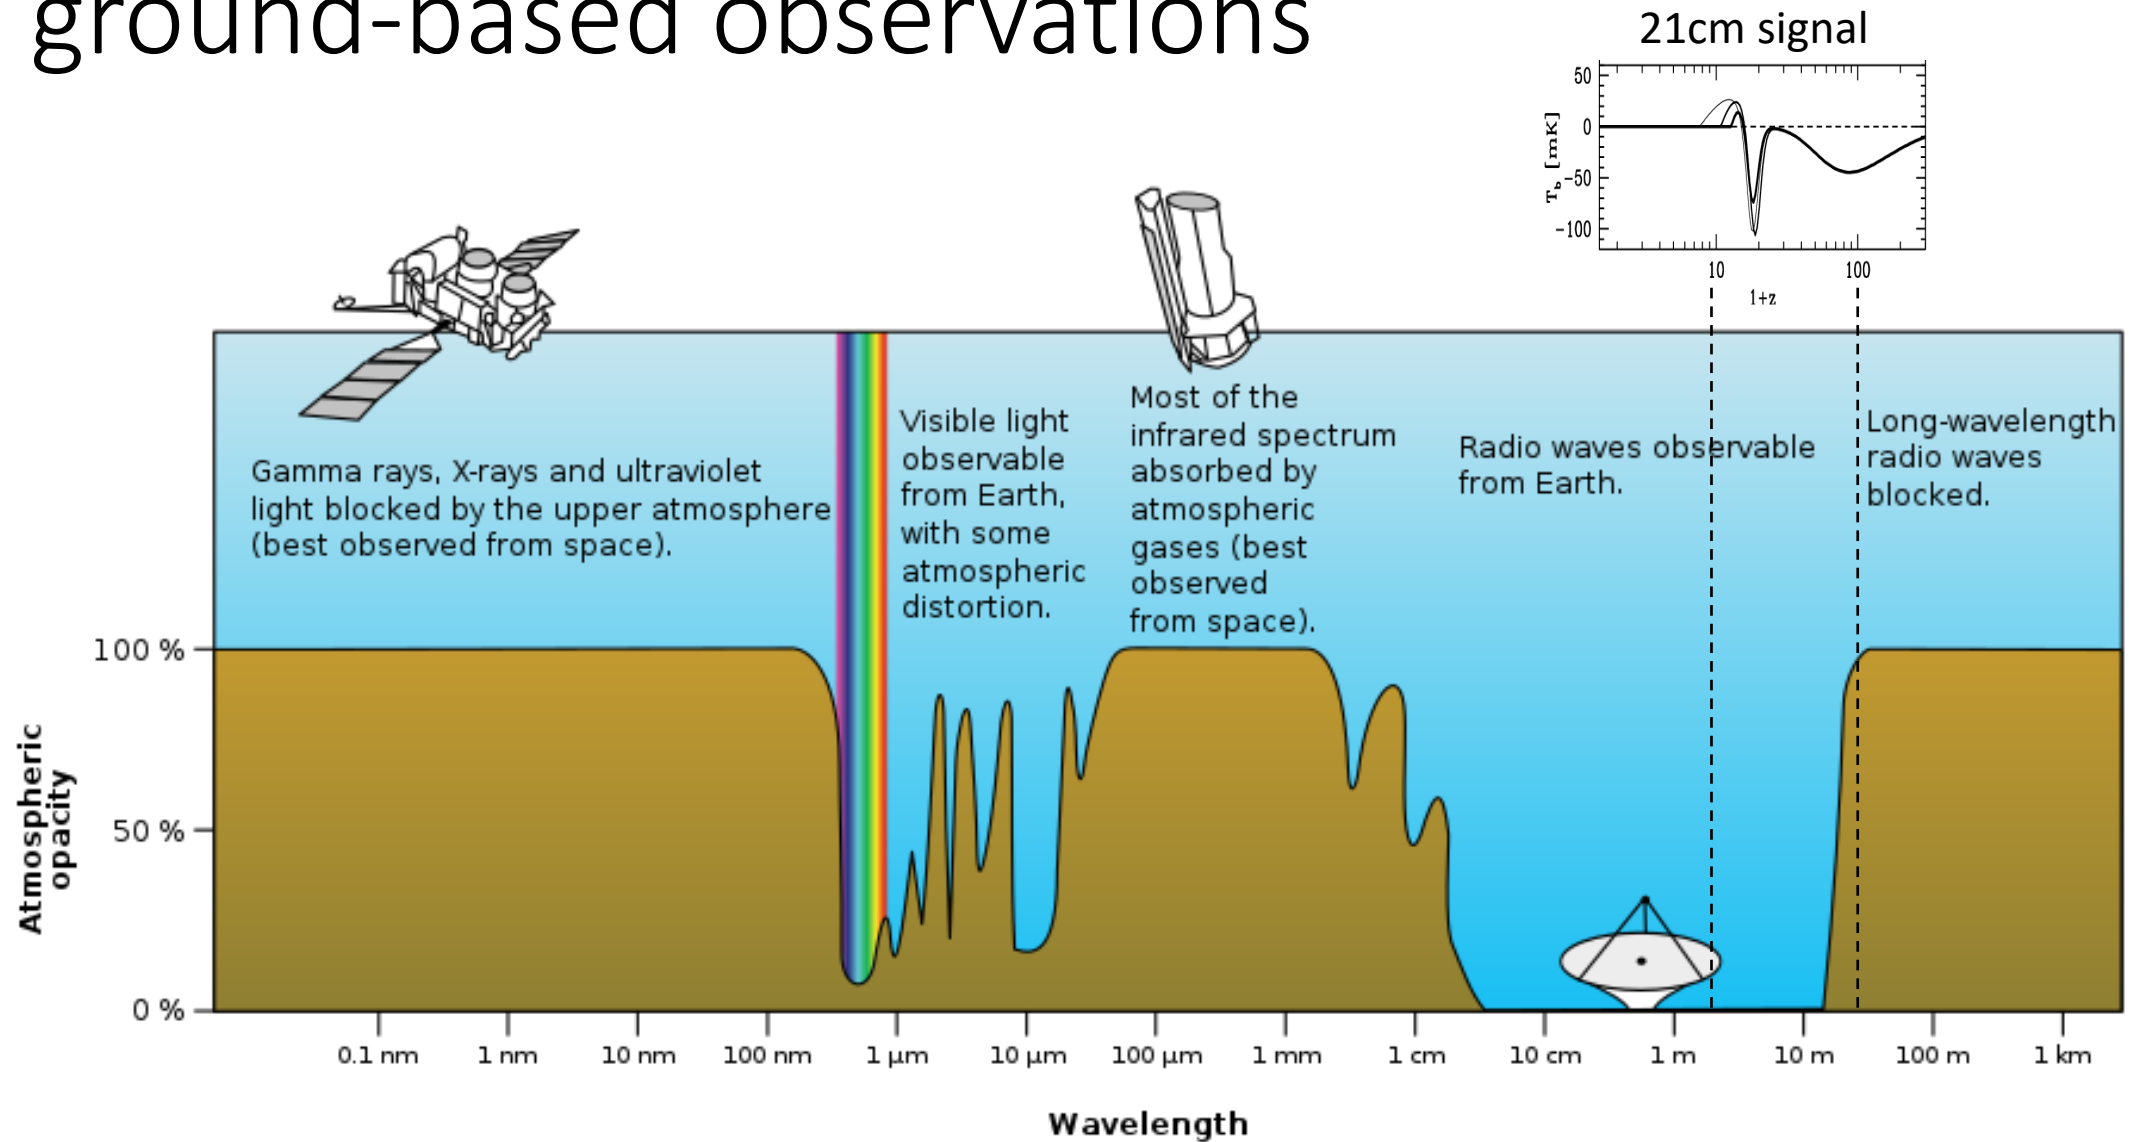 ground-based observations
21cm signal
50
0
-50
-100
T_b [mK]
10
100
1+z
Gamma rays, X-rays and ultraviolet
light blocked by the upper atmosphere
(best observed from space).
Visible light
observable
from Earth,
with some
atmospheric
distortion.
Most of the
infrared spectrum
absorbed by
atmospheric
gases (best
observed
from space).
Radio waves observable
from Earth.
Long-wavelength
radio waves
blocked.
100 %
50 %
0 %
Atmospheric
opacity
0.1 nm
1 nm
10 nm
100 nm
1 μm
10 μm
100 μm
1 mm
1 cm
10 cm
1 m
10 m
100 m
1 km
Wavelength